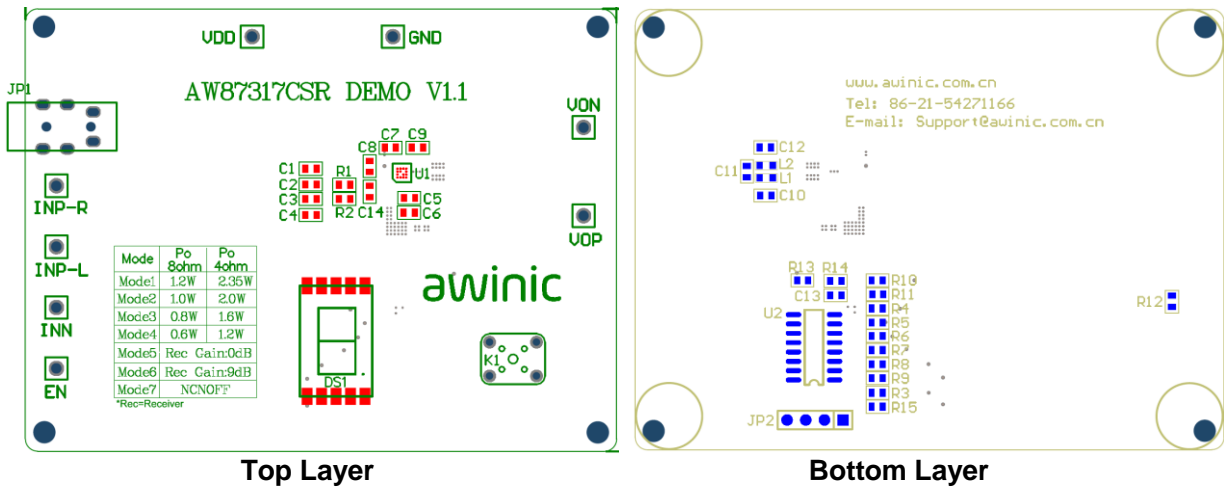 VDD
GND
JP1
AW87317CSR DEMO V1.1
VON
C7 C9
C8
C1
R1
U1
C2
C3
C5
C4
R2
C14
C6
INP-R
VOP
INP-L
Mode Po 8ohm Po 4ohm
Mode1 1.2W 2.35W
Mode2 1.0W 2.0W
Mode3 0.8W 1.6W
Mode4 0.6W 1.2W
Mode5 Rec Gain:0dB
Mode6 Rec Gain:9dB
Mode7 NCNOFF
*Rec=Receiver
INN
EN
awinic
K1
DS1
Top Layer
www.awinic.com.cn
Tel: 86-21-54271166
E-mail: Support@awinic.com.cn
C12
C11
L2
L1
C10
R13 R14
C13
U2
R10
R11
R4
R5
R6
R7
R8
R9
R3
R15
R12
JP2
Bottom Layer